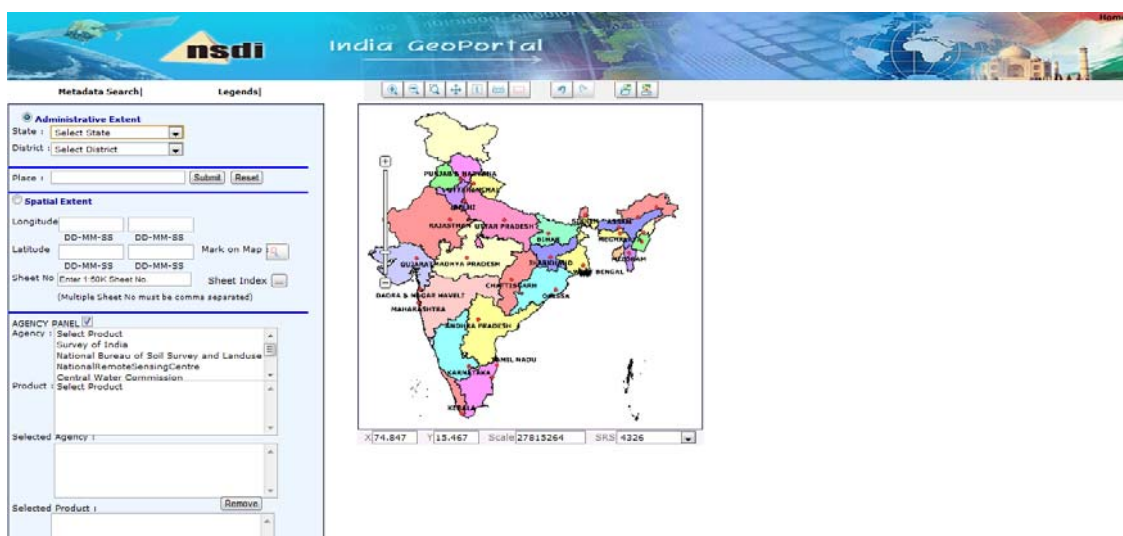 Home
nsdi
India GeoPortal
Metadata Search|
Legends|
Administrative Extent
State : Select State
District : Select District
Place :
Submit
Reset
Spatial Extent
Longitude
DD-MM-SS DD-MM-SS
Latitude
Mark on Map :
DD-MM-SS DD-MM-SS
Sheet No Enter 1:50K Sheet No.
Sheet Index ...
(Multiple Sheet No must be comma separated)
AGENCY PANEL
Agency : Select Product
Survey of India
National Bureau of Soil Survey and Landuse
NationalRemoteSensingCentre
Central Water Commission
Product : Select Product
Selected Agency :
Remove
Selected Product :
PUNJAB & HARYANA
DELHI
RAJASTHAN
UTTAR PRADESH
SIKKIM
ASSAM
BIHAR
GUJARAT
MADHYA PRADESH
JHARKHAND
WEST BENGAL
MIZORAM
CHATTISGARH
DADRA & NAGAR HAVELI
ORISSA
MAHARASHTRA
ANDHRA PRADESH
TAMIL NADU
KARNATAKA
KERALA
X 74.847 Y 15.467 Scale 27815264 SRS 4326